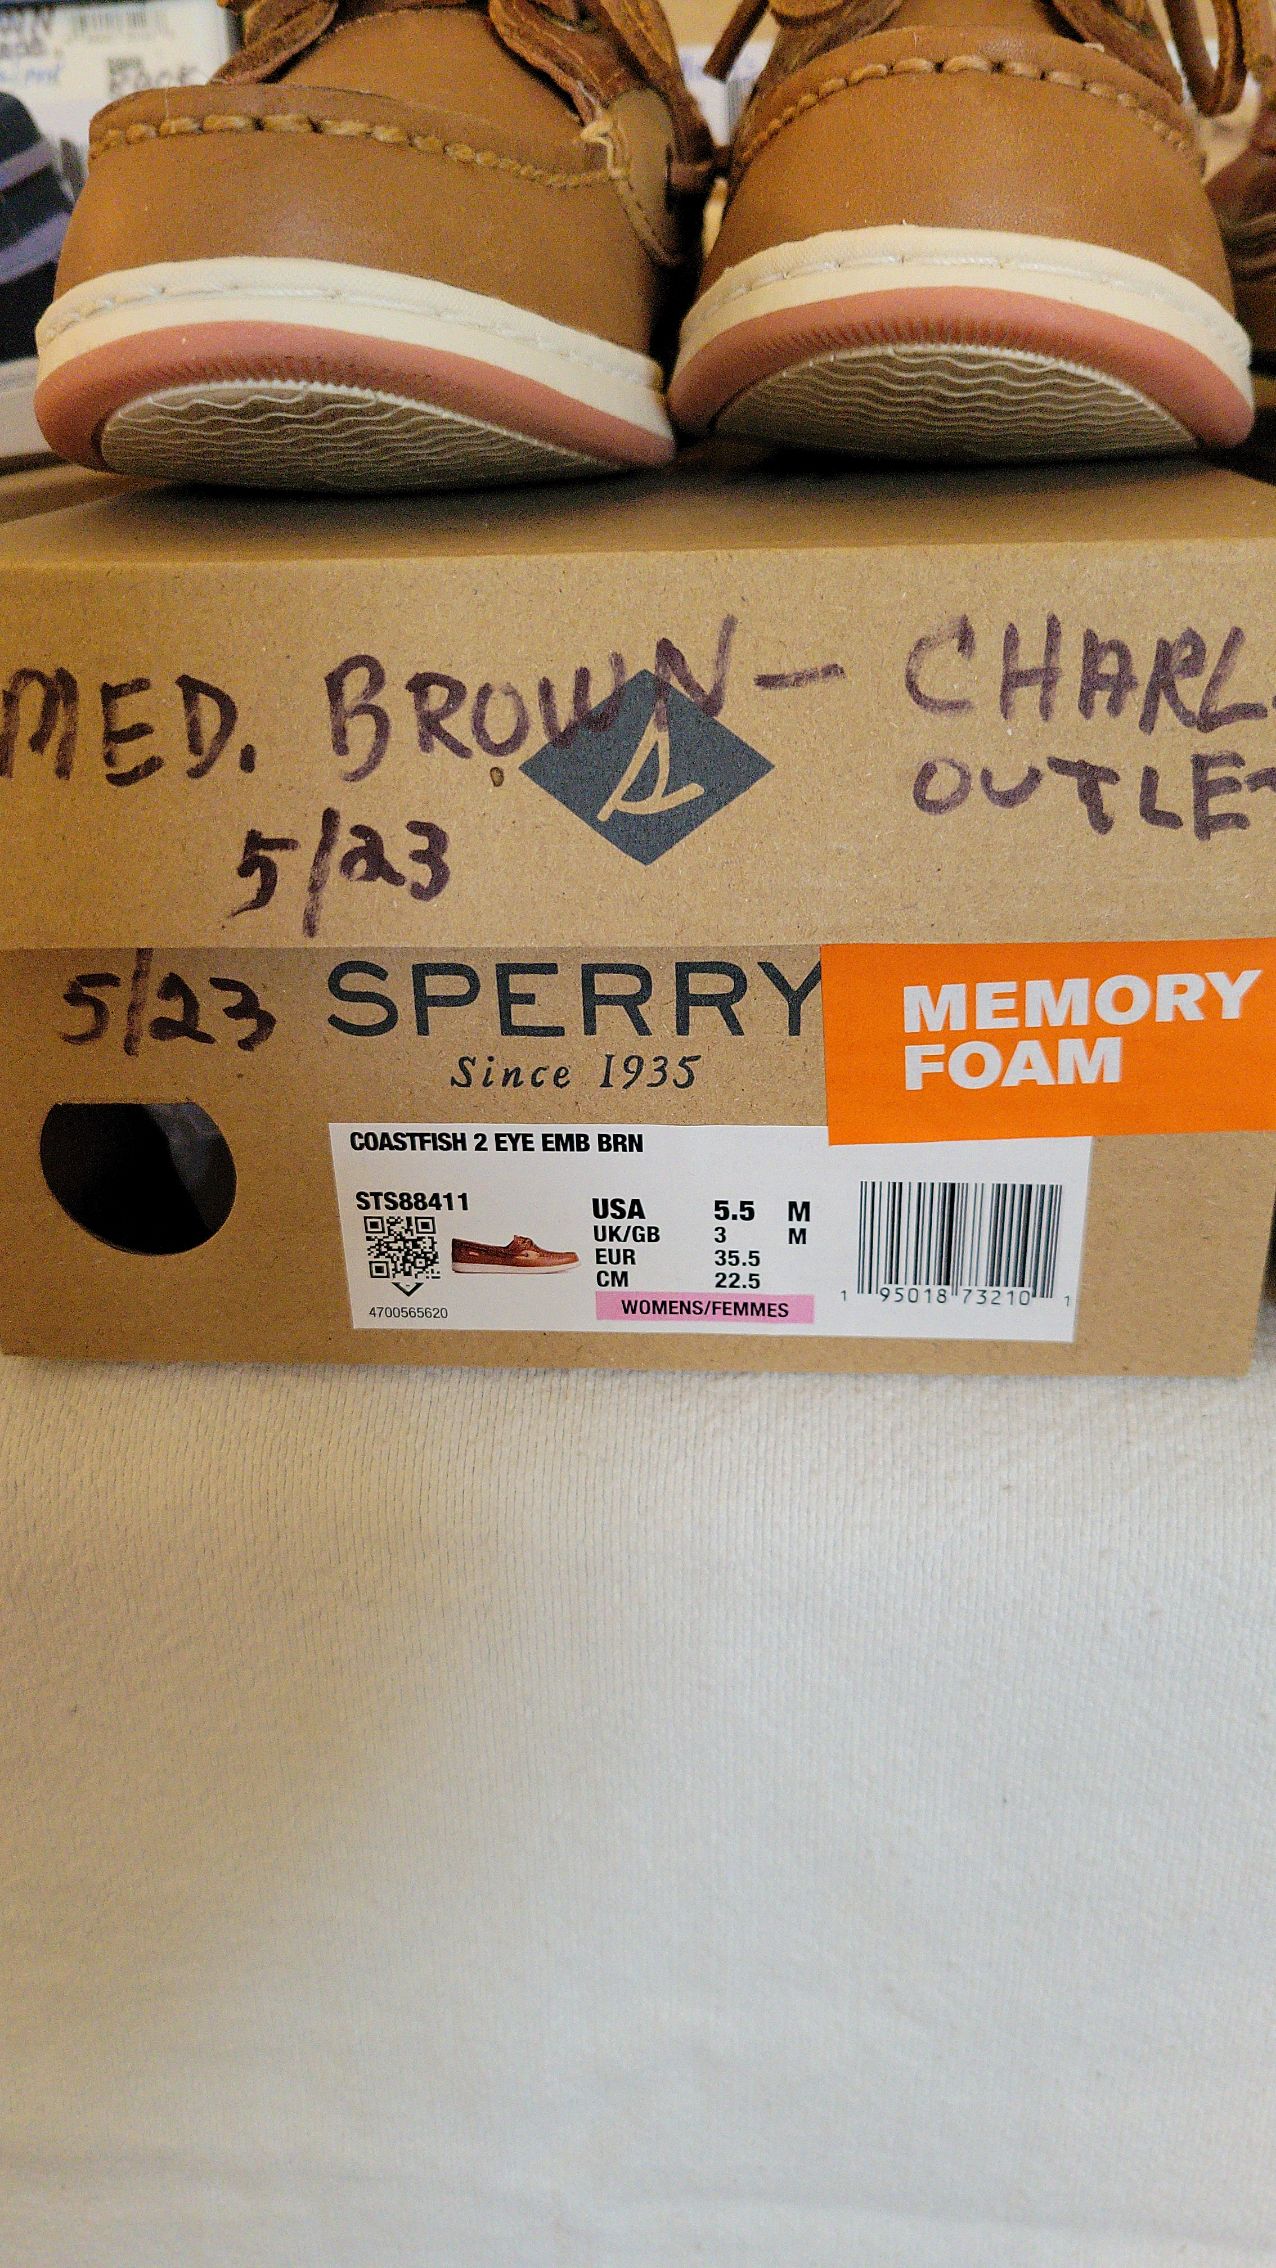 MED. BROWN - CHARL
OUTLET
5/23
5/23
SPERRY
Since 1935
MEMORY
FOAM
COASTFISH 2 EYE EMB BRN
STS88411
USA 5.5 M
UK/GB 3 M
EUR 35.5
CM 22.5
WOMENS/FEMMES
4700565620
1 95018 73210 1